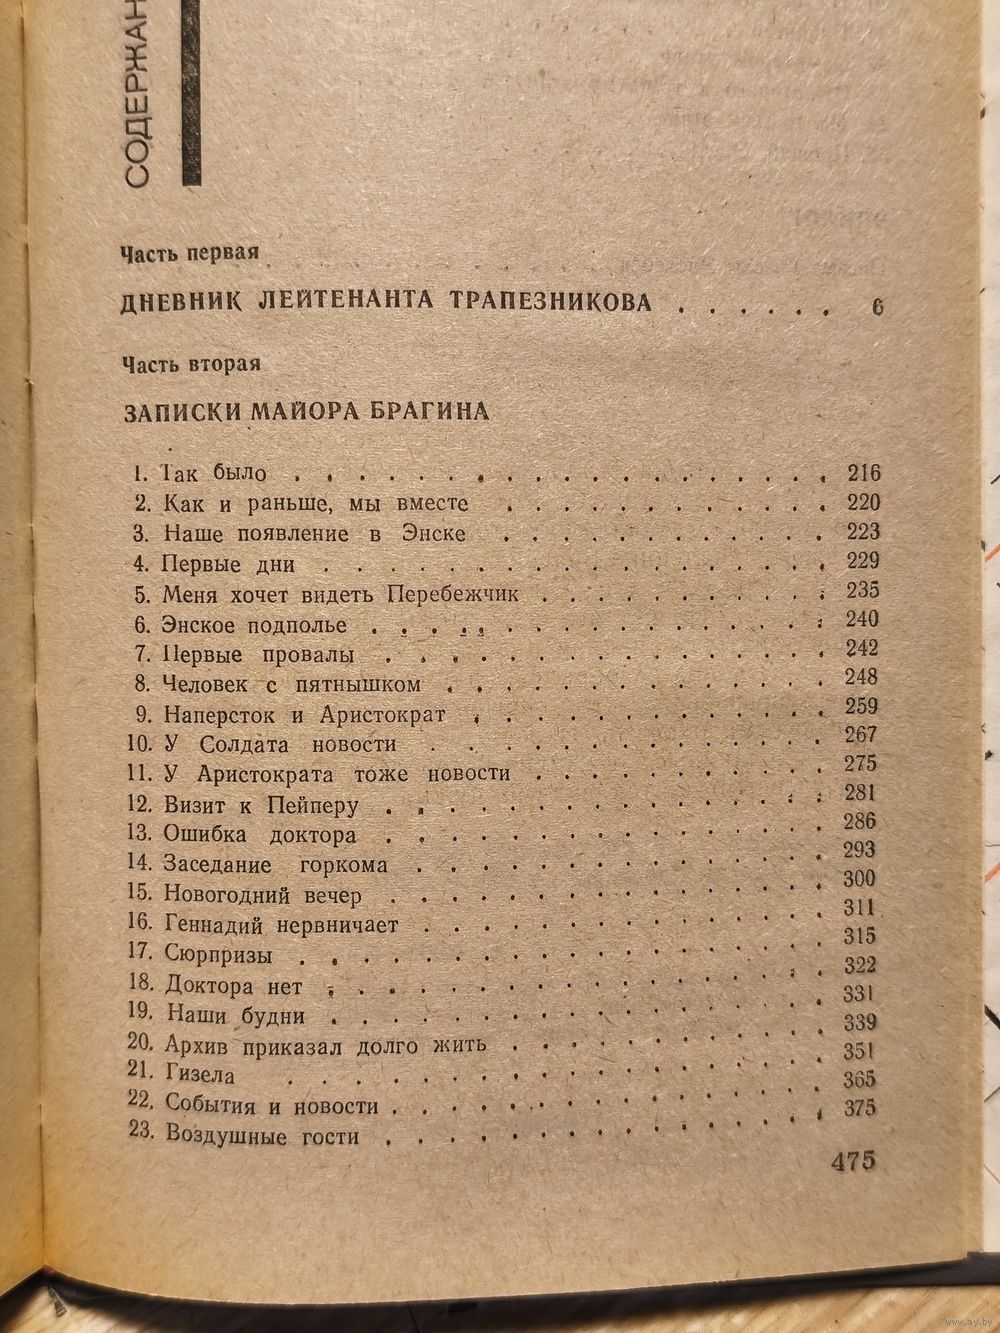 СОДЕРЖАН
Часть первая
ДНЕВНИК ЛЕЙТЕНАНТА ТРАПЕЗНИКОВА . . . . . . 6
Часть вторая
ЗАПИСКИ МАЙОРА БРАГИНА
1. Так было . . . . . . . . . . . . . . . . . . 216
2. Как и раньше, мы вместе . . . . . . . . . . . 220
3. Наше появление в Энске . . . . . . . . . . . 223
4. Первые дни . . . . . . . . . . . . . . . . . 229
5. Меня хочет видеть Перебежчик . . . . . . . . . . 235
6. Энское подполье . . . . . . . . . . . . . . . 240
7. Первые провалы . . . . . . . . . . . . . . . 242
8. Человек с пятнышком . . . . . . . . . . . . . 248
9. Наперсток и Аристократ . . . . . . . . . . . . 259
10. У Солдата новости . . . . . . . . . . . . . . 267
11. У Аристократа тоже новости . . . . . . . . . . 275
12. Визит к Пейперу . . . . . . . . . . . . . . . 281
13. Ошибка доктора . . . . . . . . . . . . . . . 286
14. Заседание горкома . . . . . . . . . . . . . . 293
15. Новогодний вечер . . . . . . . . . . . . . . 300
16. Геннадий нервничает . . . . . . . . . . . . . 311
17. Сюрпризы . . . . . . . . . . . . . . . . . 315
18. Доктора нет . . . . . . . . . . . . . . . . 322
19. Наши будни . . . . . . . . . . . . . . . . 331
20. Архив приказал долго жить . . . . . . . . . . 339
21. Гизела . . . . . . . . . . . . . . . . . . 351
22. События и новости . . . . . . . . . . . . . . 365
23. Воздушные гости . . . . . . . . . . . . . . 375
475
www.ay.by